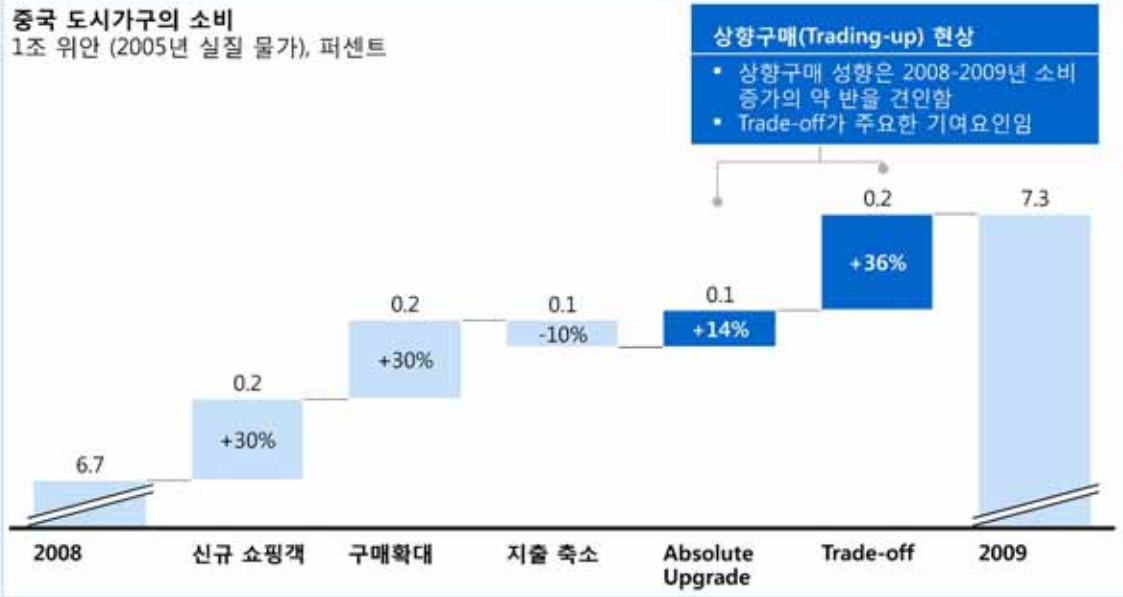 중국 도시가구의 소비
1조 위안 (2005년 실질 물가), 퍼센트
상향구매(Trading-up) 현상
▪ 상향구매 성향은 2008-2009년 소비
증가의 약 반을 견인함
▪ Trade-off가 주요한 기여요인임
6.7
0.2
+30%
0.2
+30%
0.1
-10%
0.1
+14%
0.2
+36%
7.3
2008
신규 쇼핑객
구매확대
지출 축소
Absolute
Upgrade
Trade-off
2009